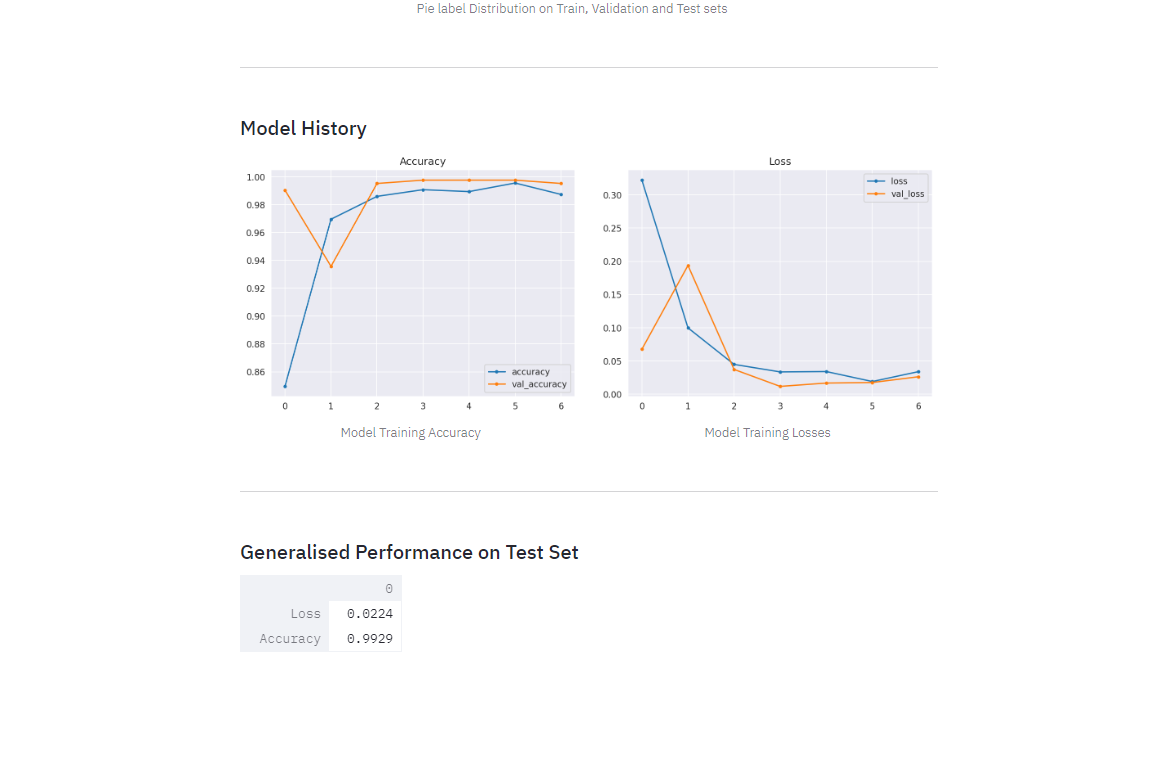 Pie label Distribution on Train, Validation and Test sets
Model History
Accuracy
1.00
0.98
0.96
0.94
0.92
0.90
0.88
0.86
accuracy
val_accuracy
0 1 2 3 4 5 6
Model Training Accuracy
Loss
loss
val_loss
0.30
0.25
0.20
0.15
0.10
0.05
0.00
0 1 2 3 4 5 6
Model Training Losses
Generalised Performance on Test Set
0
Loss 0.0224
Accuracy 0.9929